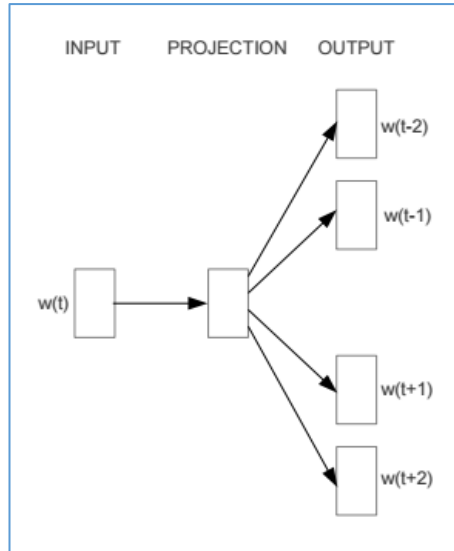 INPUT PROJECTION OUTPUT
w(t-2)
w(t-1)
w(t)
w(t+1)
w(t+2)